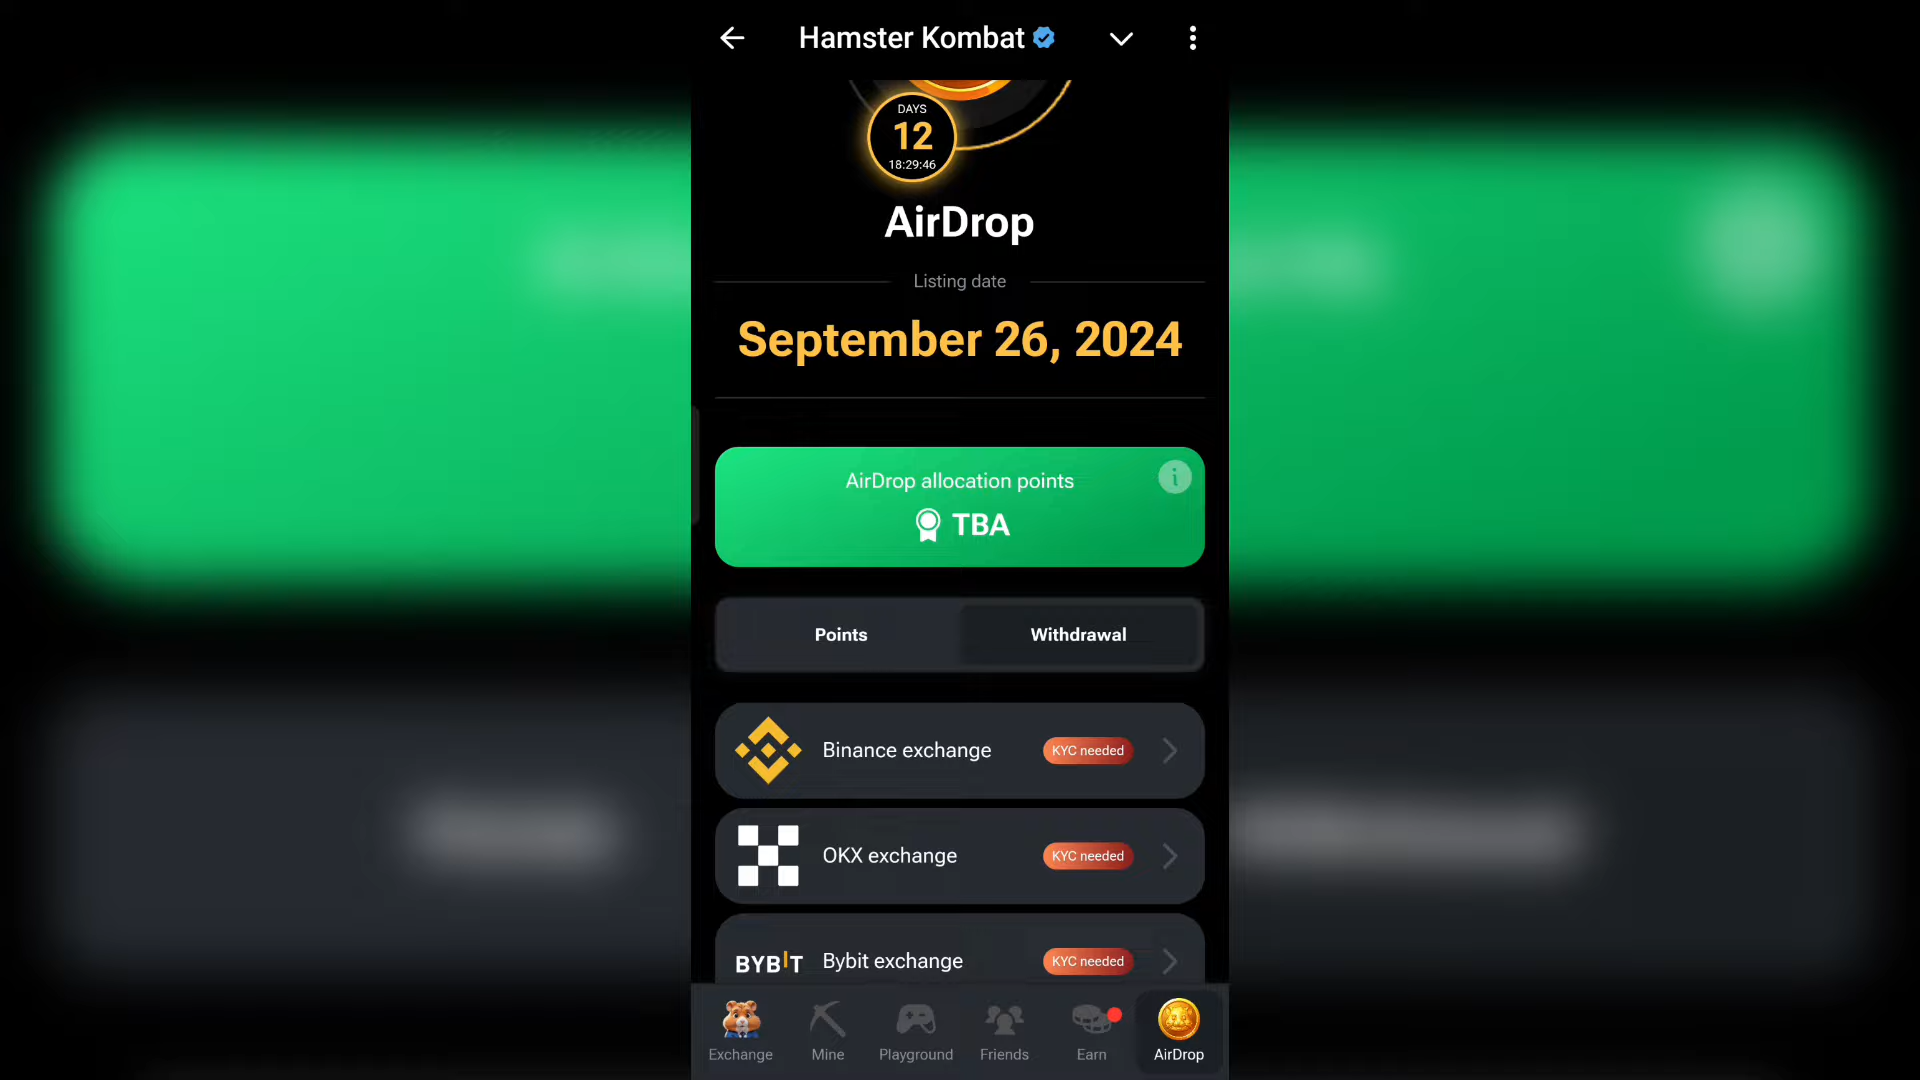 Hamster Kombat
DAYS
12
18:29:46
AirDrop
Listing date
September 26, 2024
AirDrop allocation points
i
TBA
Points
Withdrawal
Binance exchange
KYC needed
OKX exchange
KYC needed
BYBIT
Bybit exchange
KYC needed
Exchange
Mine
Playground
Friends
Earn
AirDrop